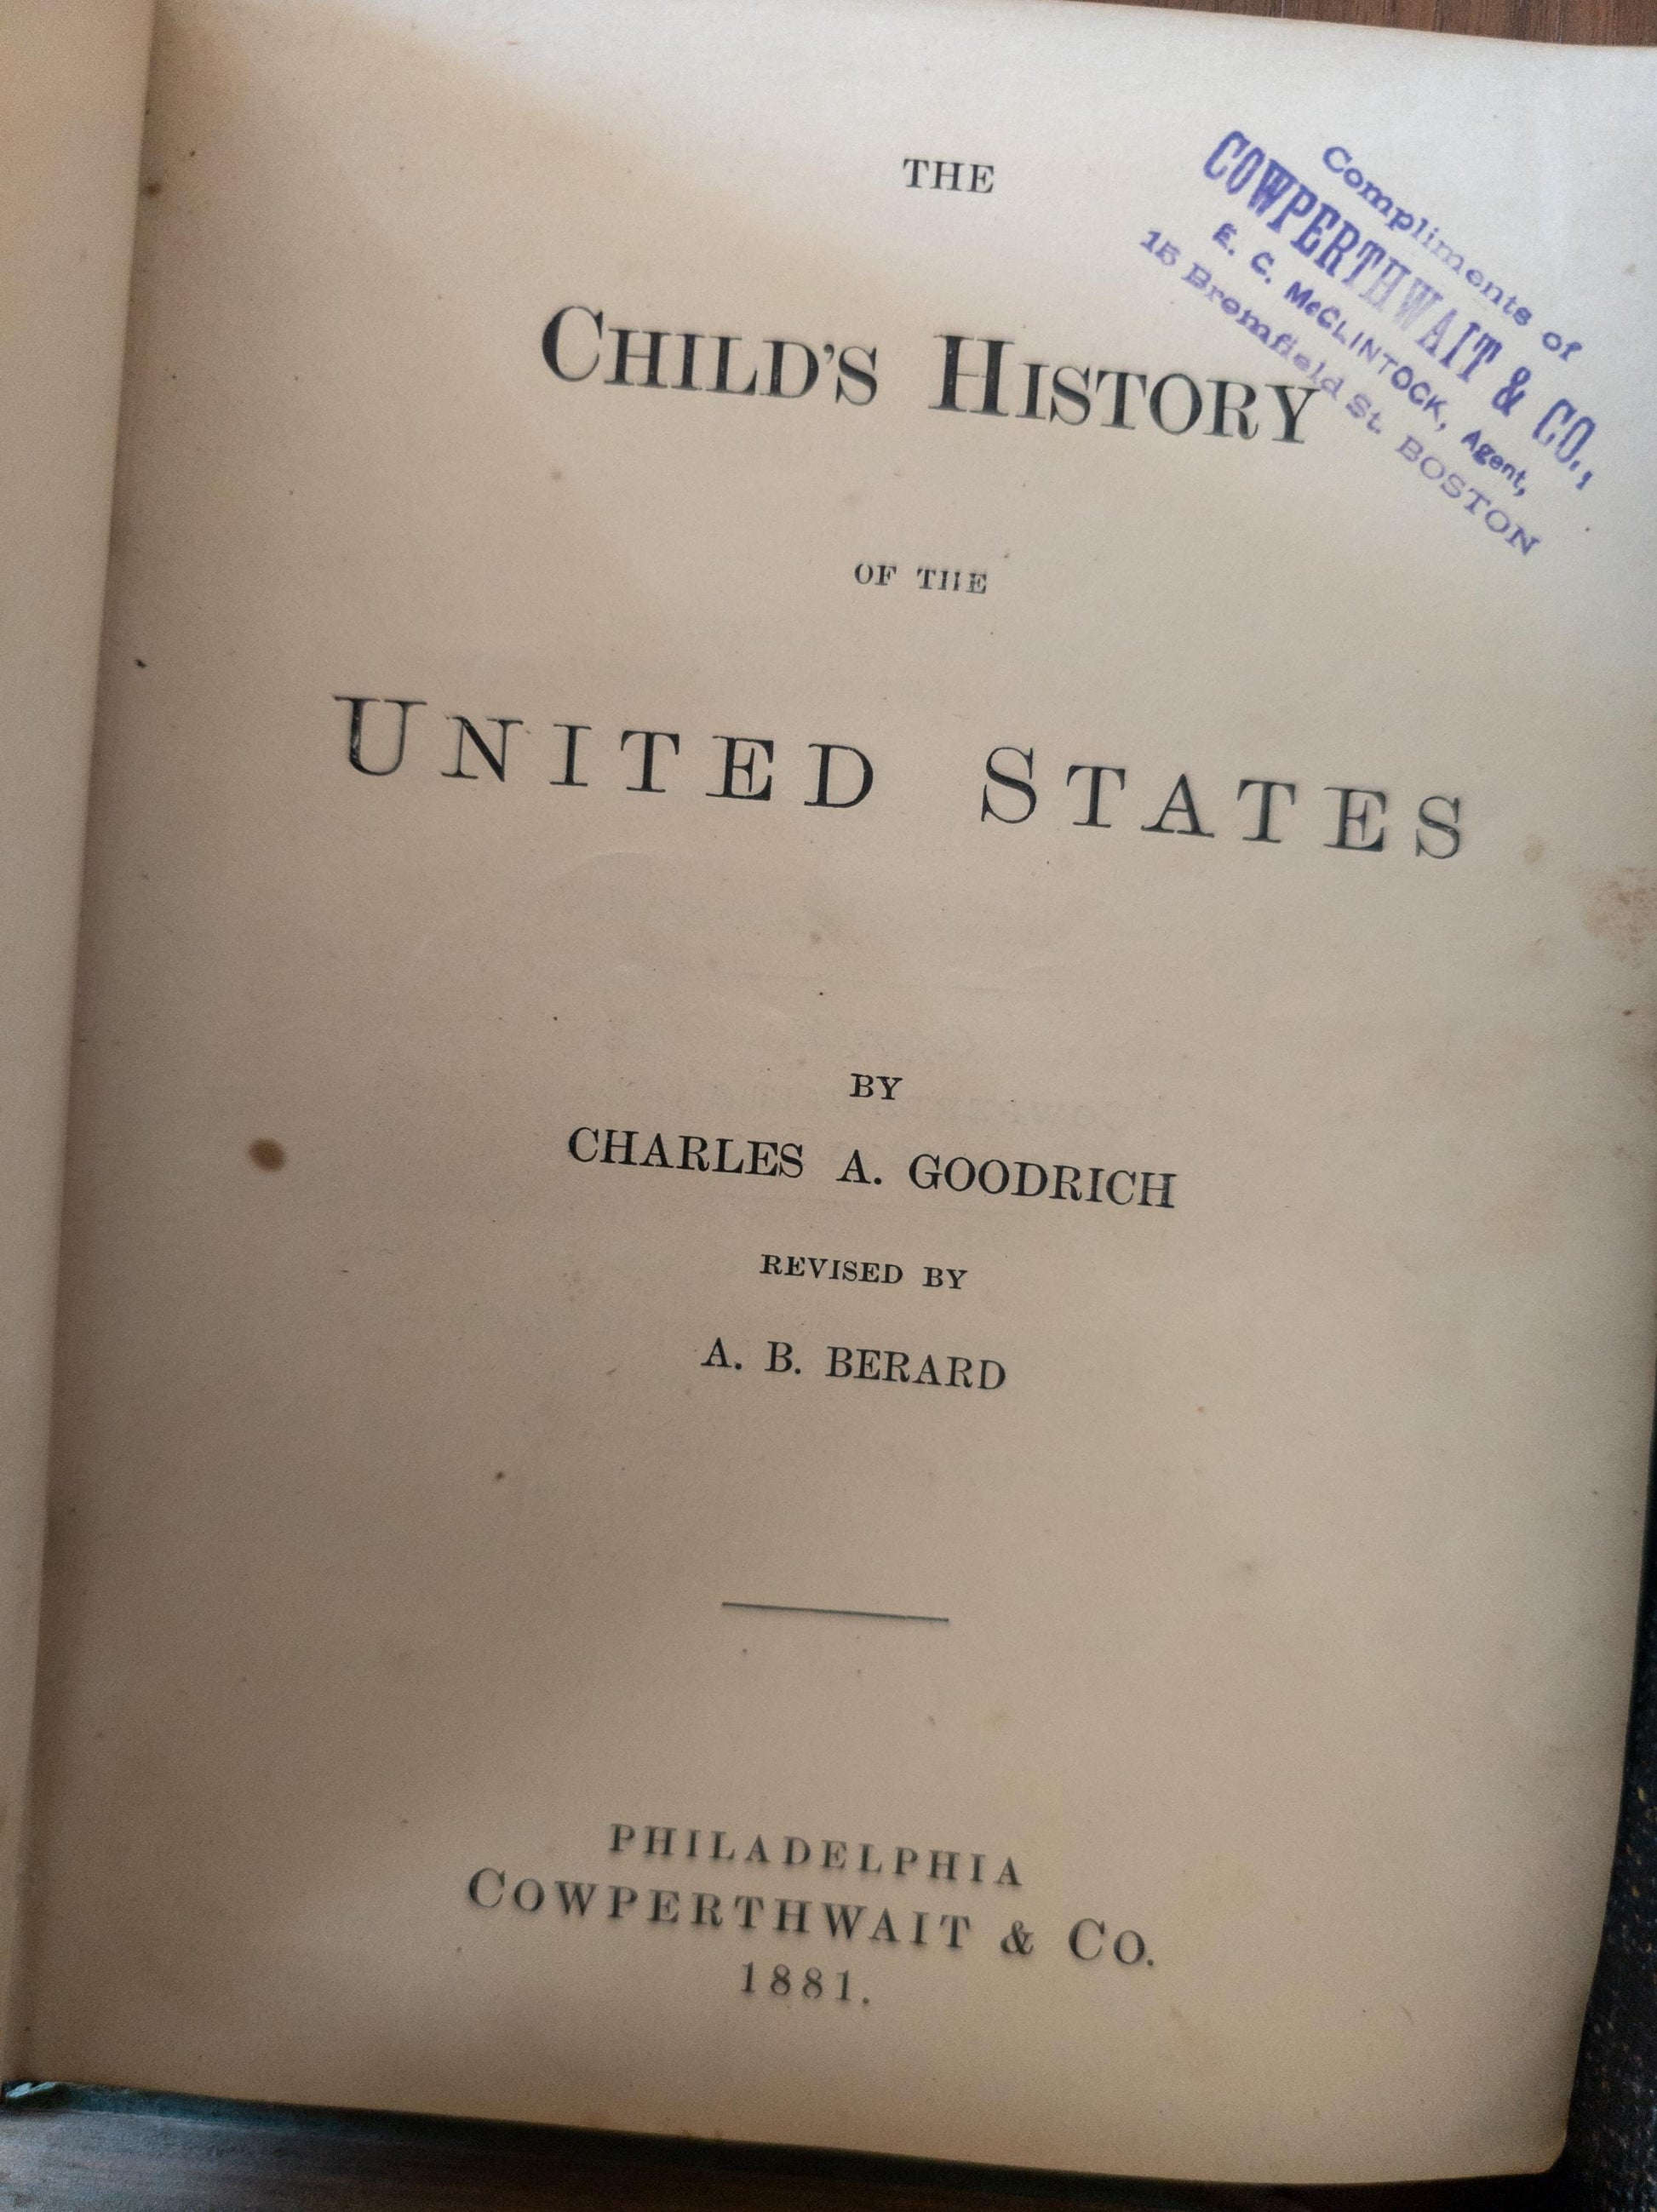 THE
CHILD'S HISTORY
OF THE
UNITED STATES
BY
CHARLES A. GOODRICH
REVISED BY
A. B. BERARD
PHILADELPHIA
COWPERTHWAIT & CO.
1881.
Compliments of
COWPERTHWAIT & CO.,
E. C. McCLINTOCK, Agent,
15 Bromfield St. BOSTON